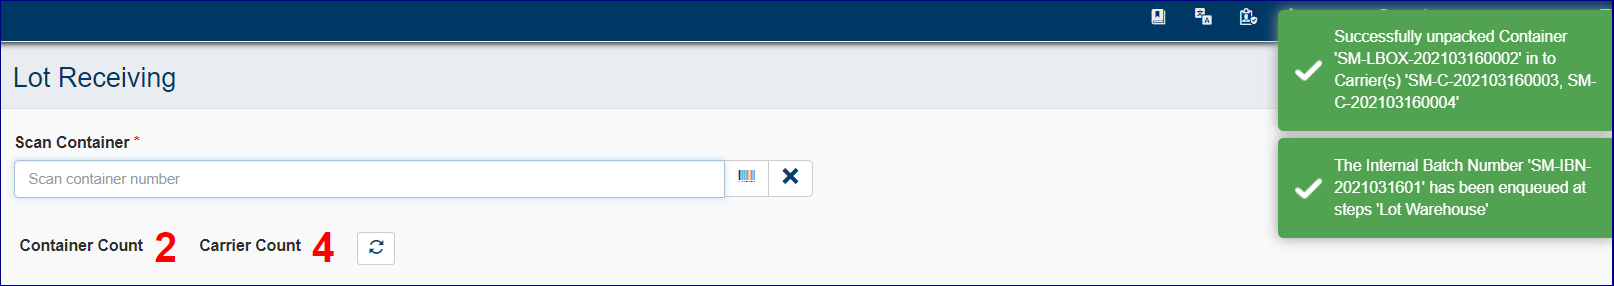 Successfully unpacked Container
'SM-LBOX-202103160002' in to
Carrier(s) 'SM-C-202103160003, SM-
C-202103160004'
Lot Receiving
Scan Container *
Scan container number
The Internal Batch Number 'SM-IBN-
2021031601' has been enqueued at
steps 'Lot Warehouse'
Container Count 2 Carrier Count 4